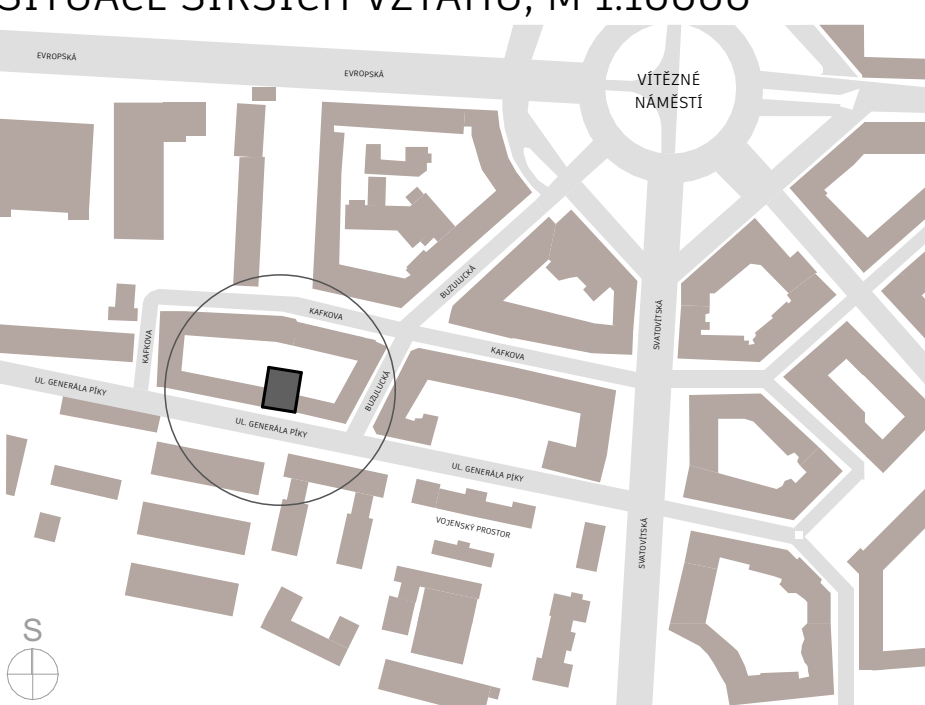 SITUACE ŠIRŠÍCH VZTAHŮ, M 1:10000
EVROPSKÁ
EVROPSKÁ
VÍTĚZNÉ
NÁMĚSTÍ
BUZULUCKÁ
KAFKOVA
SVATOVÍTSKÁ
KAFKOVA
KAFKOVA
BUZULUCKÁ
UL. GENERÁLA PÍKY
UL. GENERÁLA PÍKY
UL. GENERÁLA PÍKY
VOJENSKÝ PROSTOR
SVATOVÍTSKÁ
S